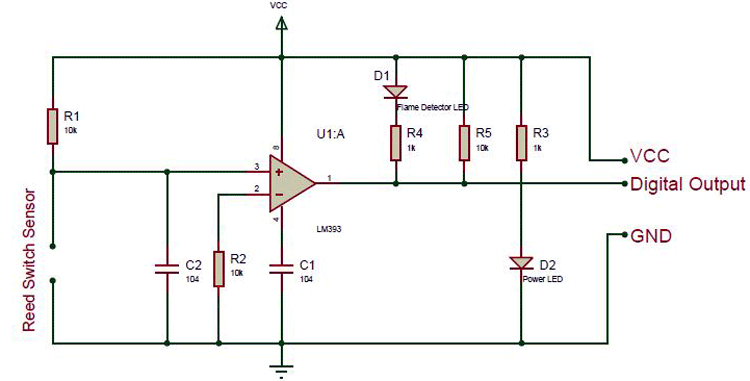 VCC
D1
Flame Detector LED
R1
10k
U1:A
R4
1k
R5
10k
R3
1k
8
3
2
1
4
VCC
Digital Output
GND
LM393
Reed Switch Sensor
C2
104
R2
10k
C1
104
D2
Power LED